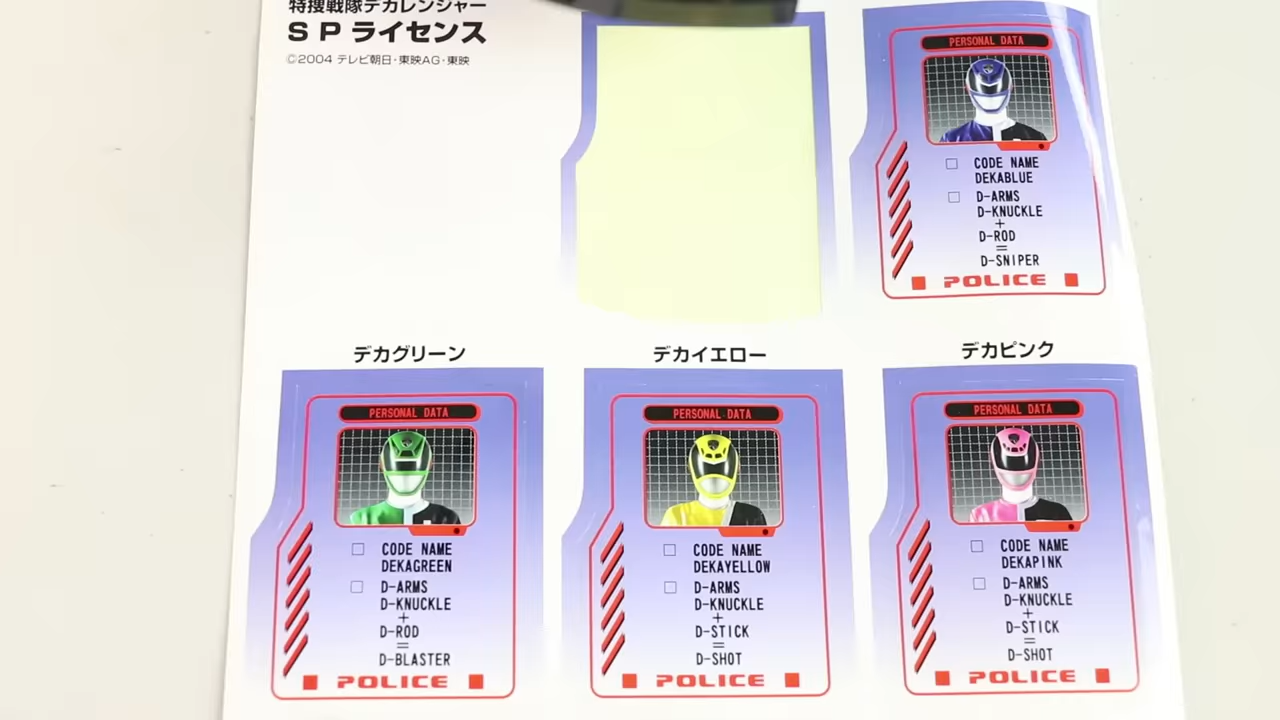 特捜戦隊デカレンジャー
SP ライセンス
©2004 テレビ朝日・東映AG・東映
PERSONAL DATA
CODE NAME
DEKABLUE
D-ARMS
D-KNUCKLE
+
D-ROD
=
D-SNIPER
POLICE
デカグリーン
PERSONAL DATA
CODE NAME
DEKAGREEN
D-ARMS
D-KNUCKLE
+
D-ROD
=
D-BLASTER
POLICE
デカイエロー
PERSONAL DATA
CODE NAME
DEKAYELLOW
D-ARMS
D-KNUCKLE
+
D-STICK
=
D-SHOT
POLICE
デカピンク
PERSONAL DATA
CODE NAME
DEKAPINK
D-ARMS
D-KNUCKLE
+
D-STICK
=
D-SHOT
POLICE